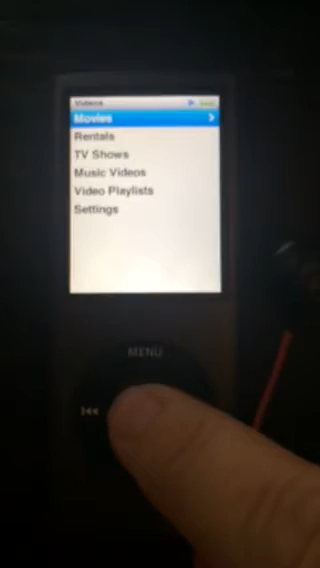 Videos
Movies
Rentals
TV Shows
Music Videos
Video Playlists
Settings
MENU